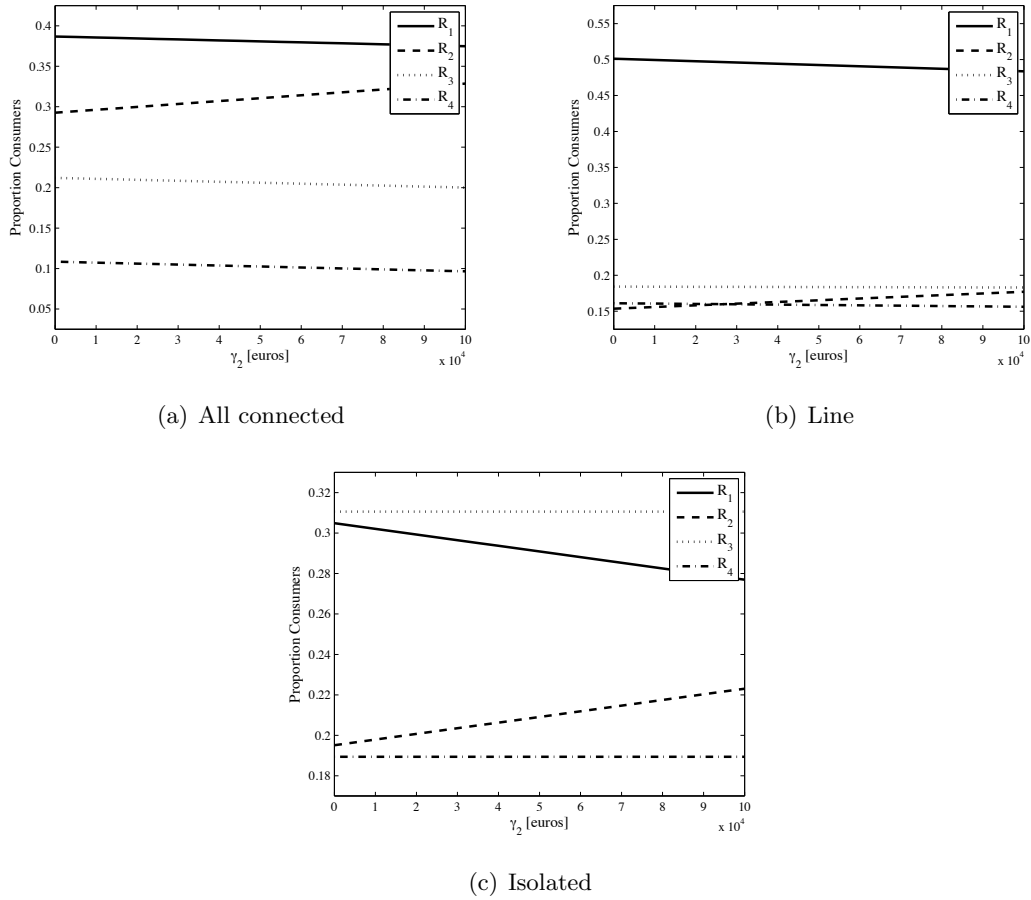 0.4
0.35
0.3
0.25
0.2
0.15
0.1
0.05
Proportion Consumers
0 1 2 3 4 5 6 7 8 9 10
γ2 [euros]
x 10^4
R1
R2
R3
R4
(a) All connected
0.55
0.5
0.45
0.4
0.35
0.3
0.25
0.2
0.15
Proportion Consumers
0 1 2 3 4 5 6 7 8 9 10
γ2 [euros]
x 10^4
R1
R2
R3
R4
(b) Line
0.32
0.3
0.28
0.26
0.24
0.22
0.2
0.18
Proportion Consumers
0 1 2 3 4 5 6 7 8 9 10
γ2 [euros]
x 10^4
R1
R2
R3
R4
(c) Isolated